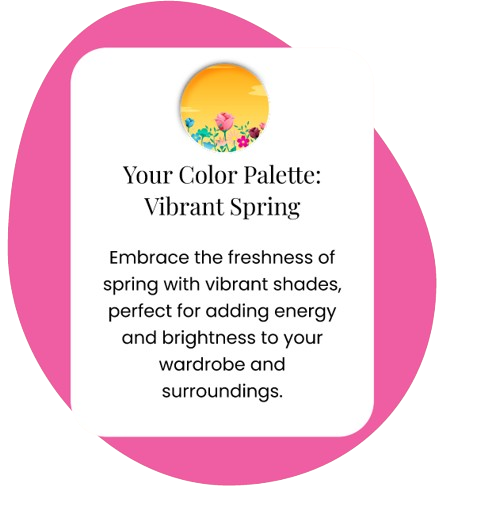 Your Color Palette:
Vibrant Spring
Embrace the freshness of
spring with vibrant shades,
perfect for adding energy
and brightness to your
wardrobe and
surroundings.